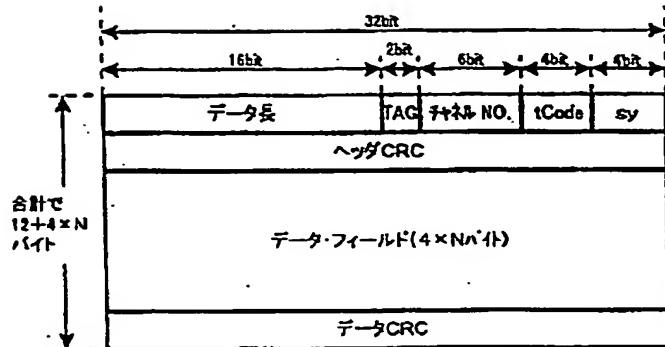 32bit
16bit 2bit 6bit 4bit 4bit
データ長 TAG チャネル NO. tCode sy
ヘッダCRC
合計で
12+4×N
バイト
データ・フィールド(4×Nバイト)
データCRC